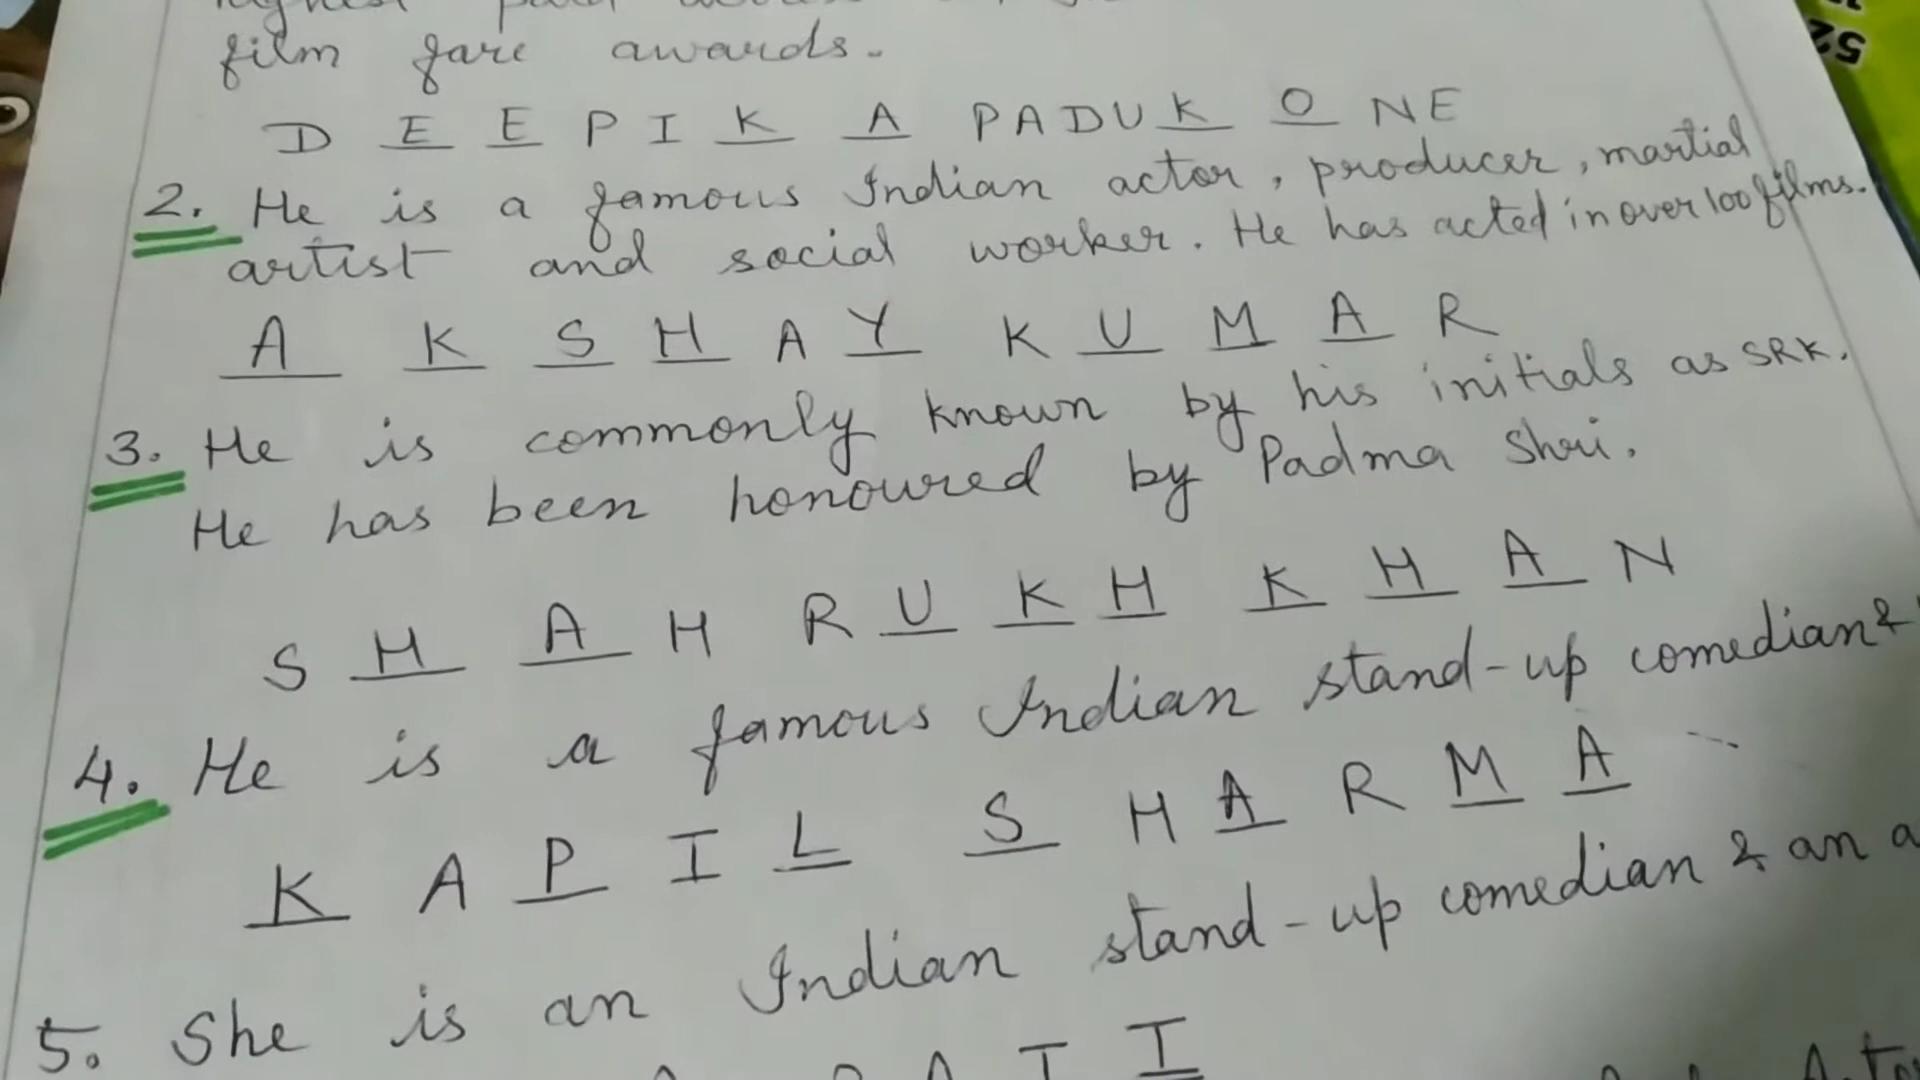 film fare awards.
D E E P I K A PADUKONE
2. He is a famous Indian actor, producer, martial
artist and social worker. He has acted in over 100 films.
A K S H A Y K U M A R
3. He is commonly known by his initials as SRK.
He has been honoured by Padma Shri.
S H A H R U K H K H A N
4. He is a famous Indian stand-up comedian &
K A P I L S H A R M A
5. She is an Indian stand-up comedian & an a
52